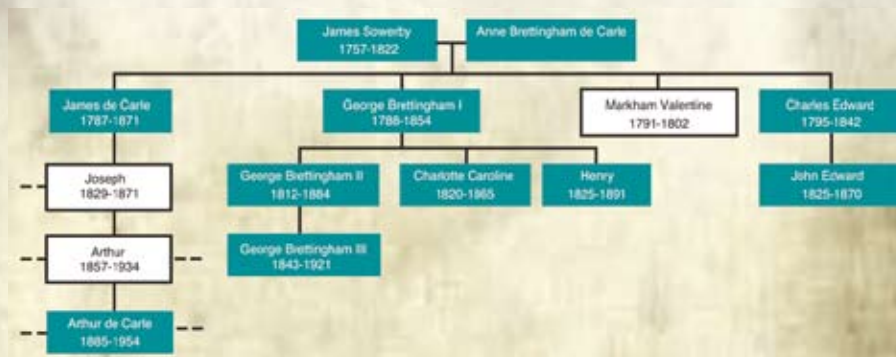 James Sowerby
1757-1822
Anne Brettingham de Carle
James de Carle
1787-1871
George Brettingham I
1788-1854
Markham Valentine
1791-1802
Charles Edward
1795-1842
Joseph
1829-1871
George Brettingham II
1812-1884
Charlotte Caroline
1820-1865
Henry
1825-1891
John Edward
1825-1870
Arthur
1857-1934
George Brettingham III
1843-1921
Arthur de Carle
1885-1954